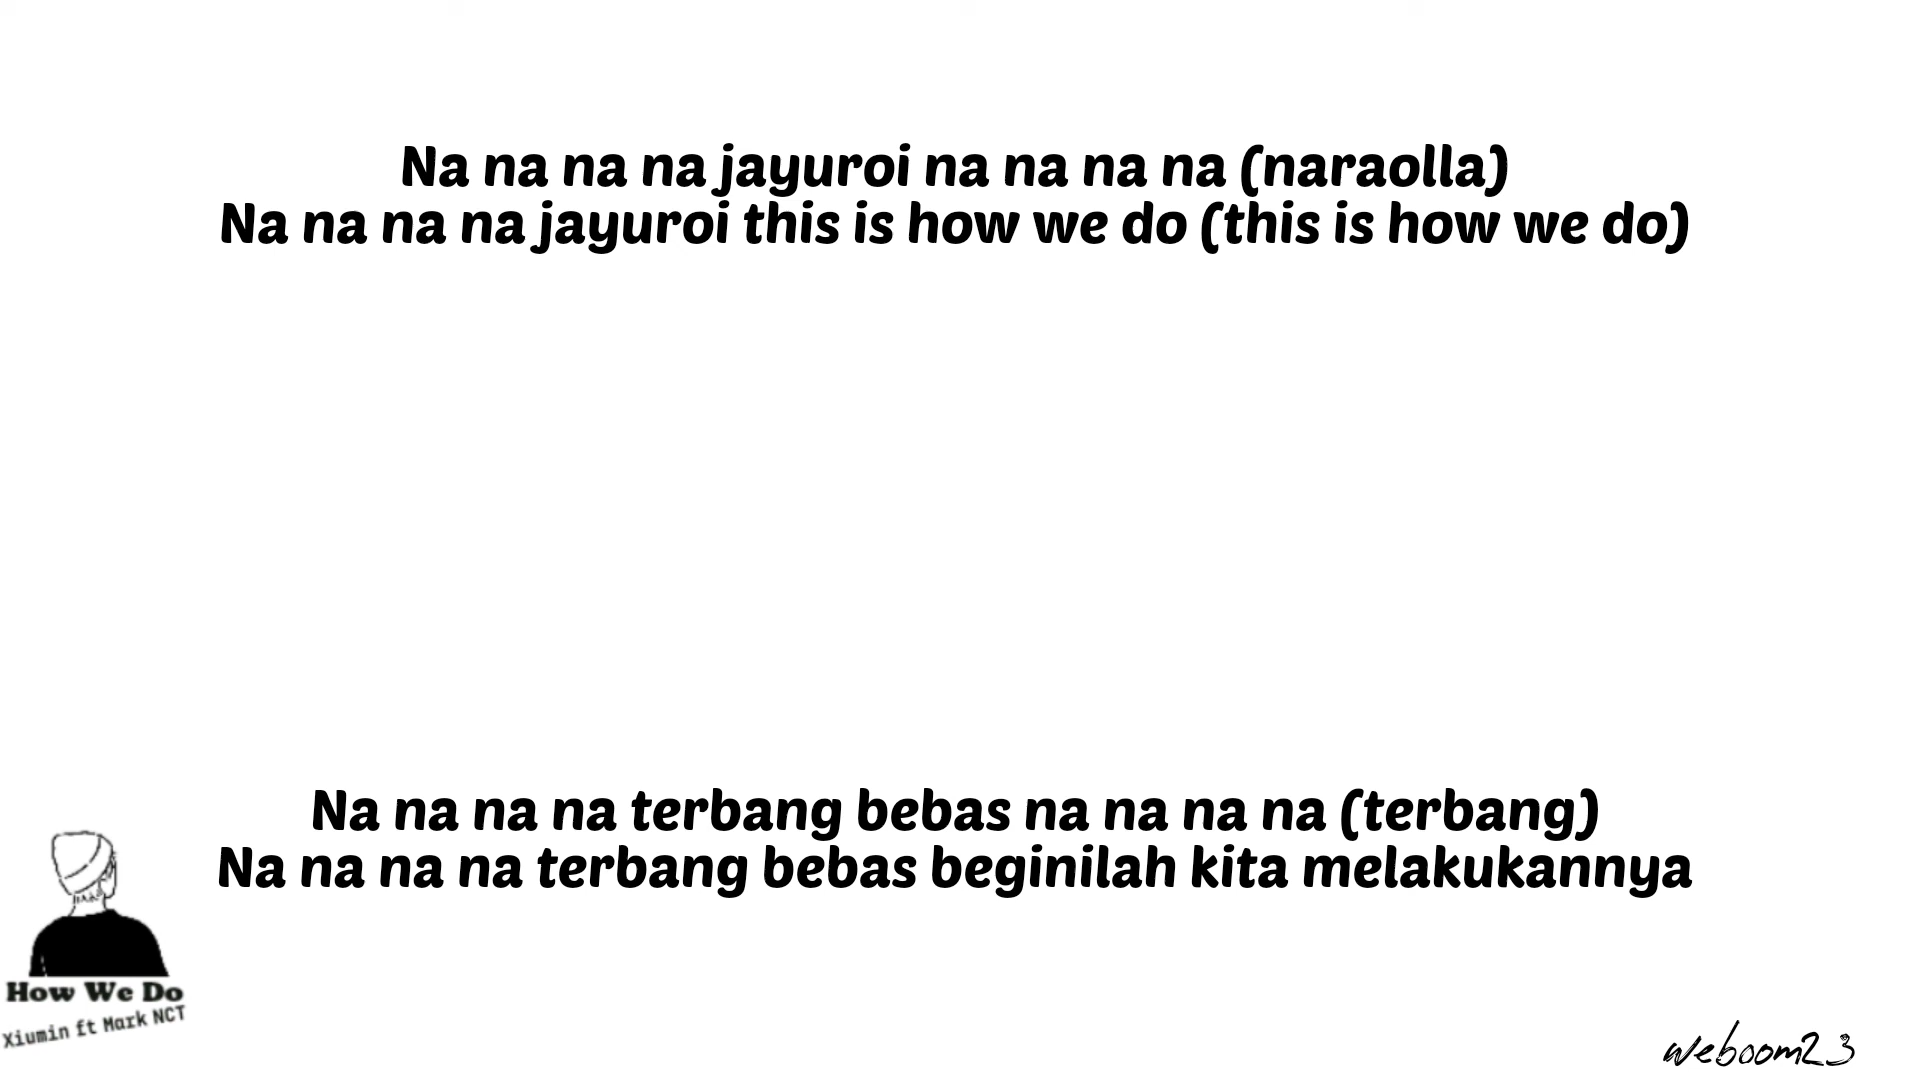 Na na na na jayuroi na na na na (naraolla)
Na na na na jayuroi this is how we do (this is how we do)
Na na na na terbang bebas na na na na (terbang)
Na na na na terbang bebas beginilah kita melakukannya
How We Do
Xiumin ft Mark NCT
weboom23